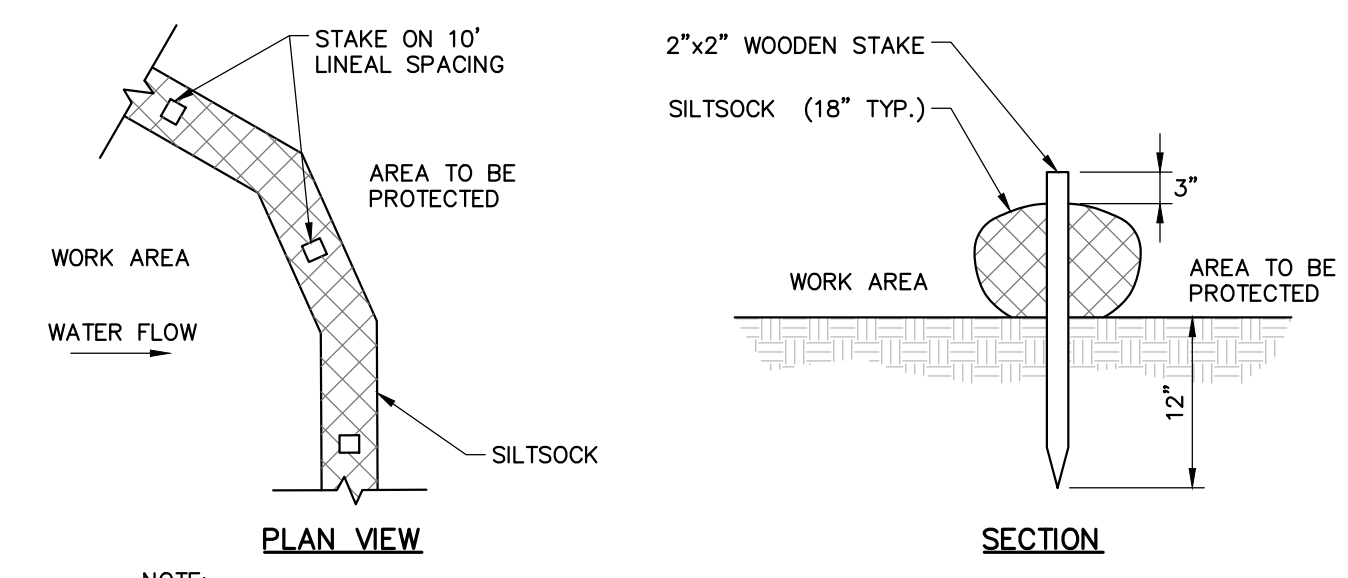 STAKE ON 10'
LINEAL SPACING
AREA TO BE
PROTECTED
WORK AREA
WATER FLOW
SILTSOCK
PLAN VIEW
2"x2" WOODEN STAKE
SILTSOCK (18" TYP.)
3"
WORK AREA
AREA TO BE
PROTECTED
12"
SECTION
NOTE: